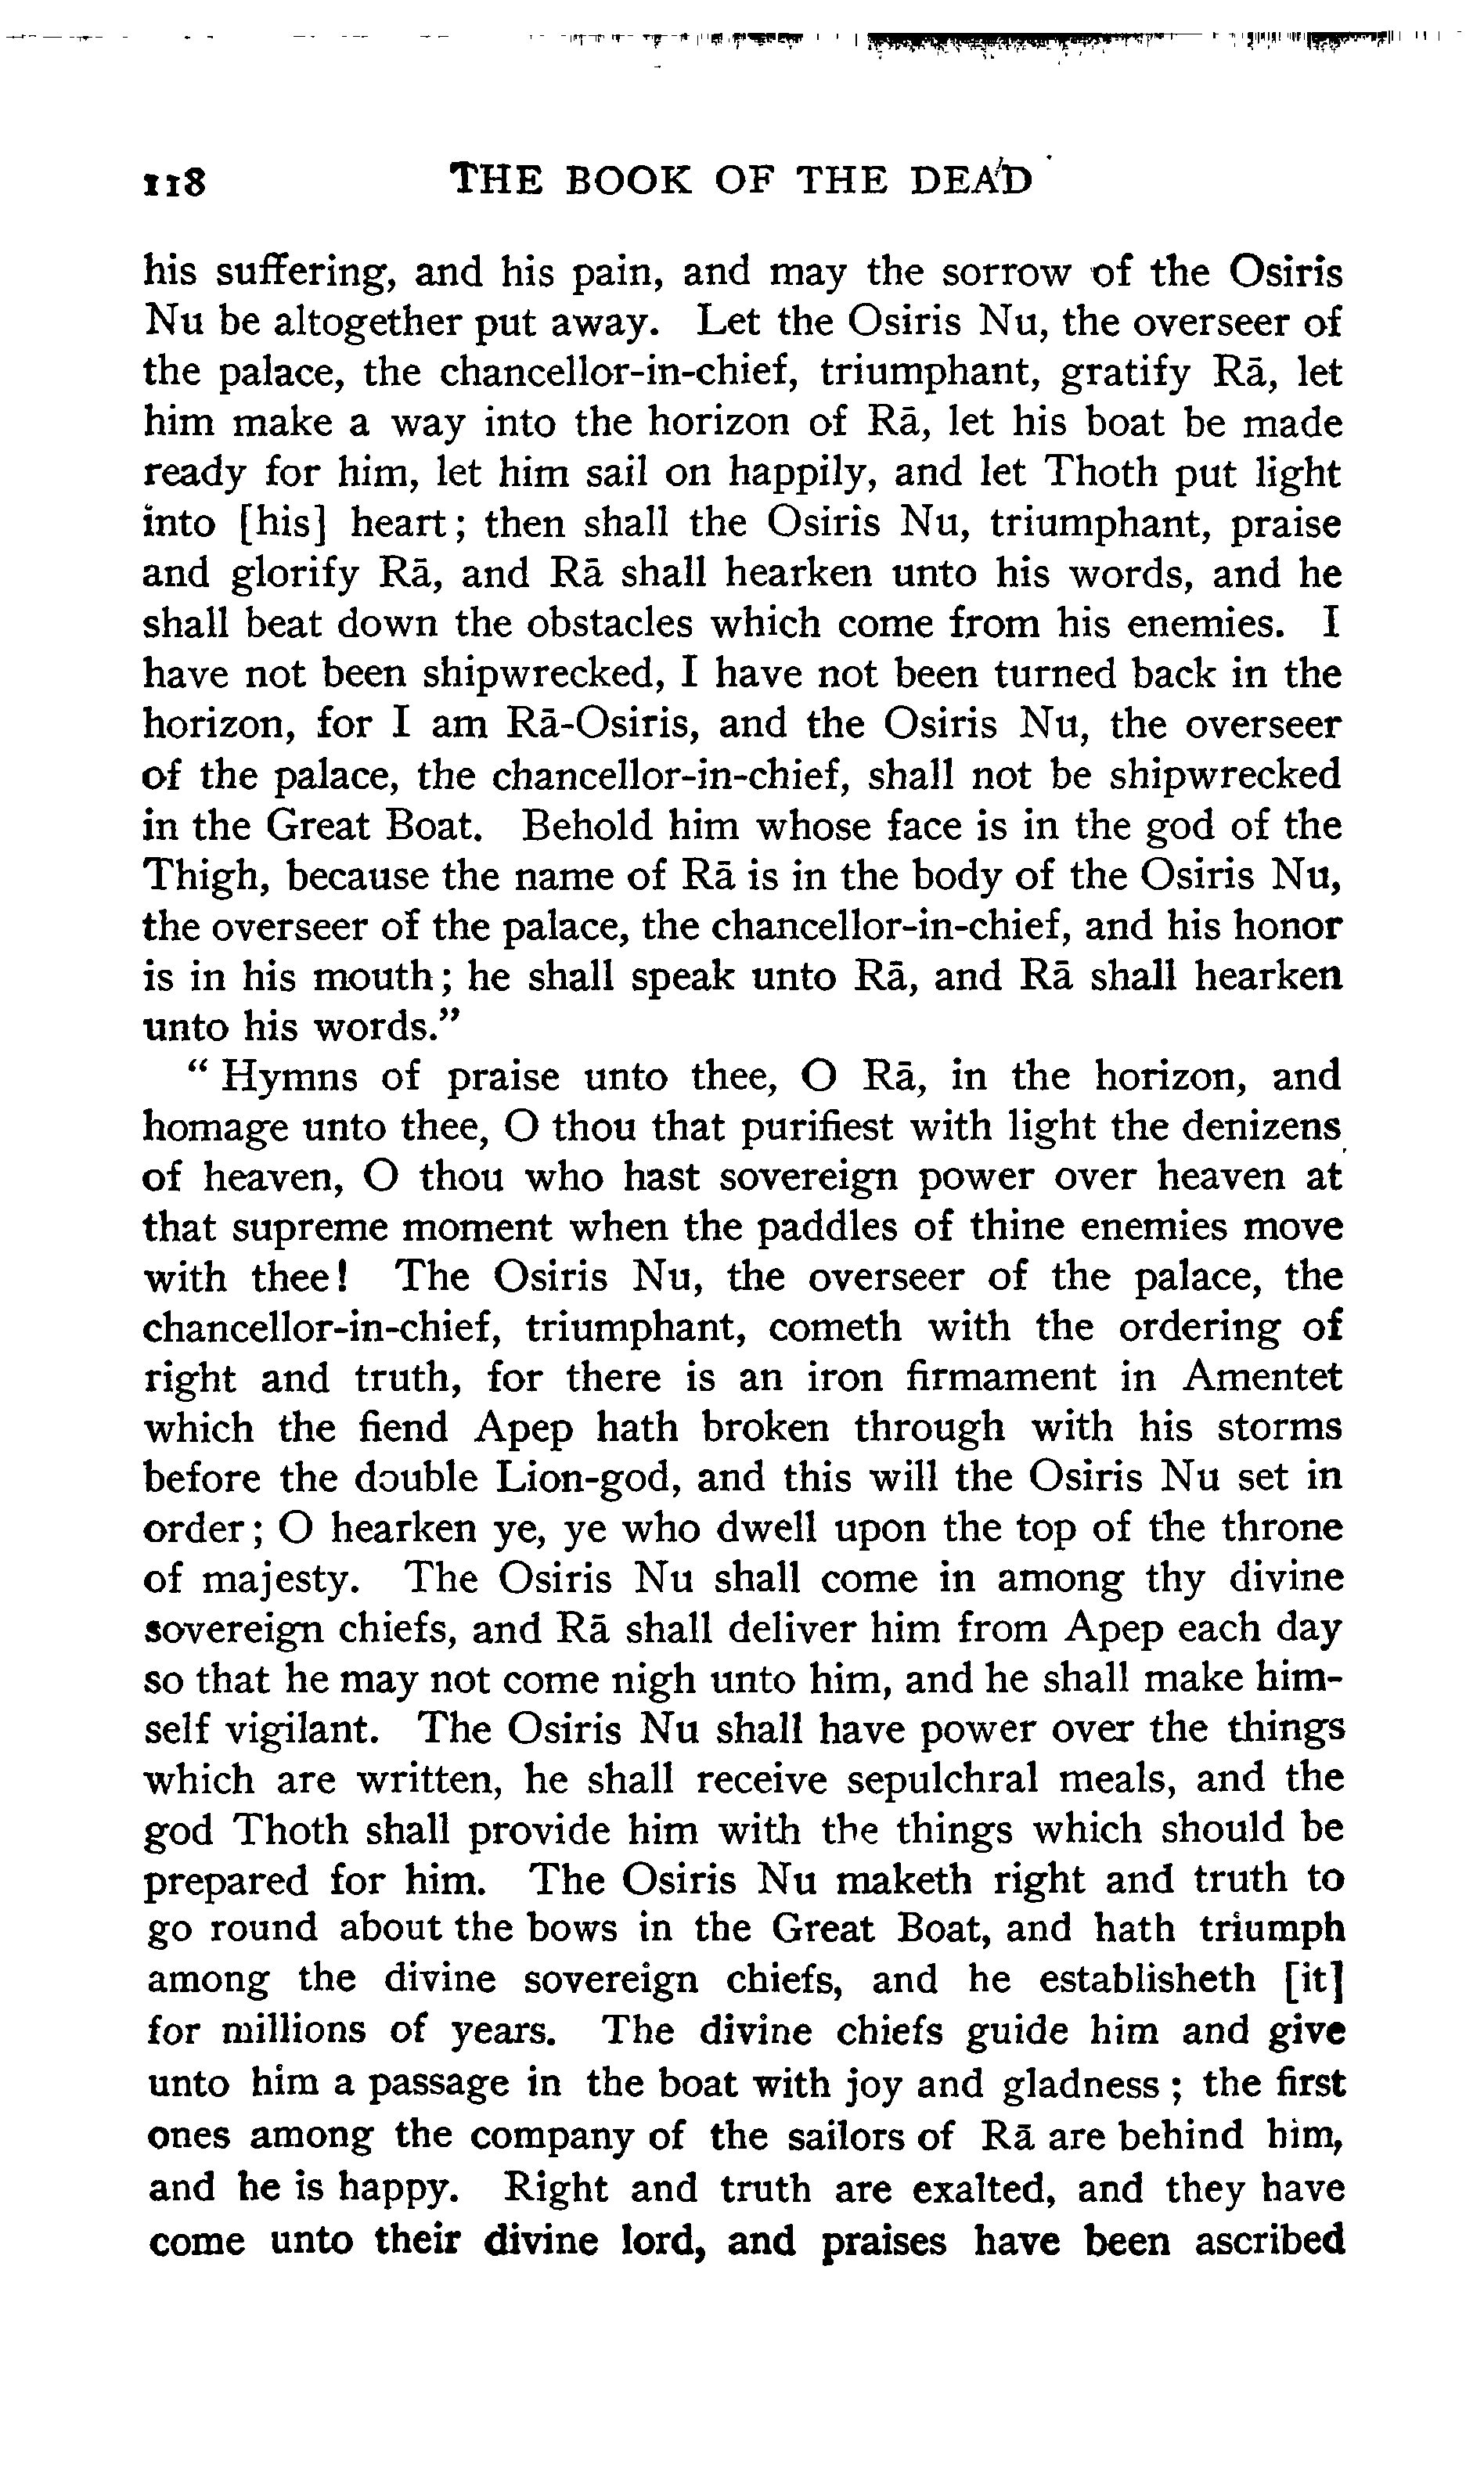 118 THE BOOK OF THE DEAD
his suffering, and his pain, and may the sorrow of the Osiris
Nu be altogether put away. Let the Osiris Nu, the overseer of
the palace, the chancellor-in-chief, triumphant, gratify Rā, let
him make a way into the horizon of Rā, let his boat be made
ready for him, let him sail on happily, and let Thoth put light
into [his] heart; then shall the Osiris Nu, triumphant, praise
and glorify Rā, and Rā shall hearken unto his words, and he
shall beat down the obstacles which come from his enemies. I
have not been shipwrecked, I have not been turned back in the
horizon, for I am Rā-Osiris, and the Osiris Nu, the overseer
of the palace, the chancellor-in-chief, shall not be shipwrecked
in the Great Boat. Behold him whose face is in the god of the
Thigh, because the name of Rā is in the body of the Osiris Nu,
the overseer of the palace, the chancellor-in-chief, and his honor
is in his mouth; he shall speak unto Rā, and Rā shall hearken
unto his words."
" Hymns of praise unto thee, O Rā, in the horizon, and
homage unto thee, O thou that purifiest with light the denizens
of heaven, O thou who hast sovereign power over heaven at
that supreme moment when the paddles of thine enemies move
with thee! The Osiris Nu, the overseer of the palace, the
chancellor-in-chief, triumphant, cometh with the ordering of
right and truth, for there is an iron firmament in Amentet
which the fiend Apep hath broken through with his storms
before the double Lion-god, and this will the Osiris Nu set in
order; O hearken ye, ye who dwell upon the top of the throne
of majesty. The Osiris Nu shall come in among thy divine
sovereign chiefs, and Rā shall deliver him from Apep each day
so that he may not come nigh unto him, and he shall make him-
self vigilant. The Osiris Nu shall have power over the things
which are written, he shall receive sepulchral meals, and the
god Thoth shall provide him with the things which should be
prepared for him. The Osiris Nu maketh right and truth to
go round about the bows in the Great Boat, and hath triumph
among the divine sovereign chiefs, and he establisheth [it]
for millions of years. The divine chiefs guide him and give
unto him a passage in the boat with joy and gladness; the first
ones among the company of the sailors of Rā are behind him,
and he is happy. Right and truth are exalted, and they have
come unto their divine lord, and praises have been ascribed